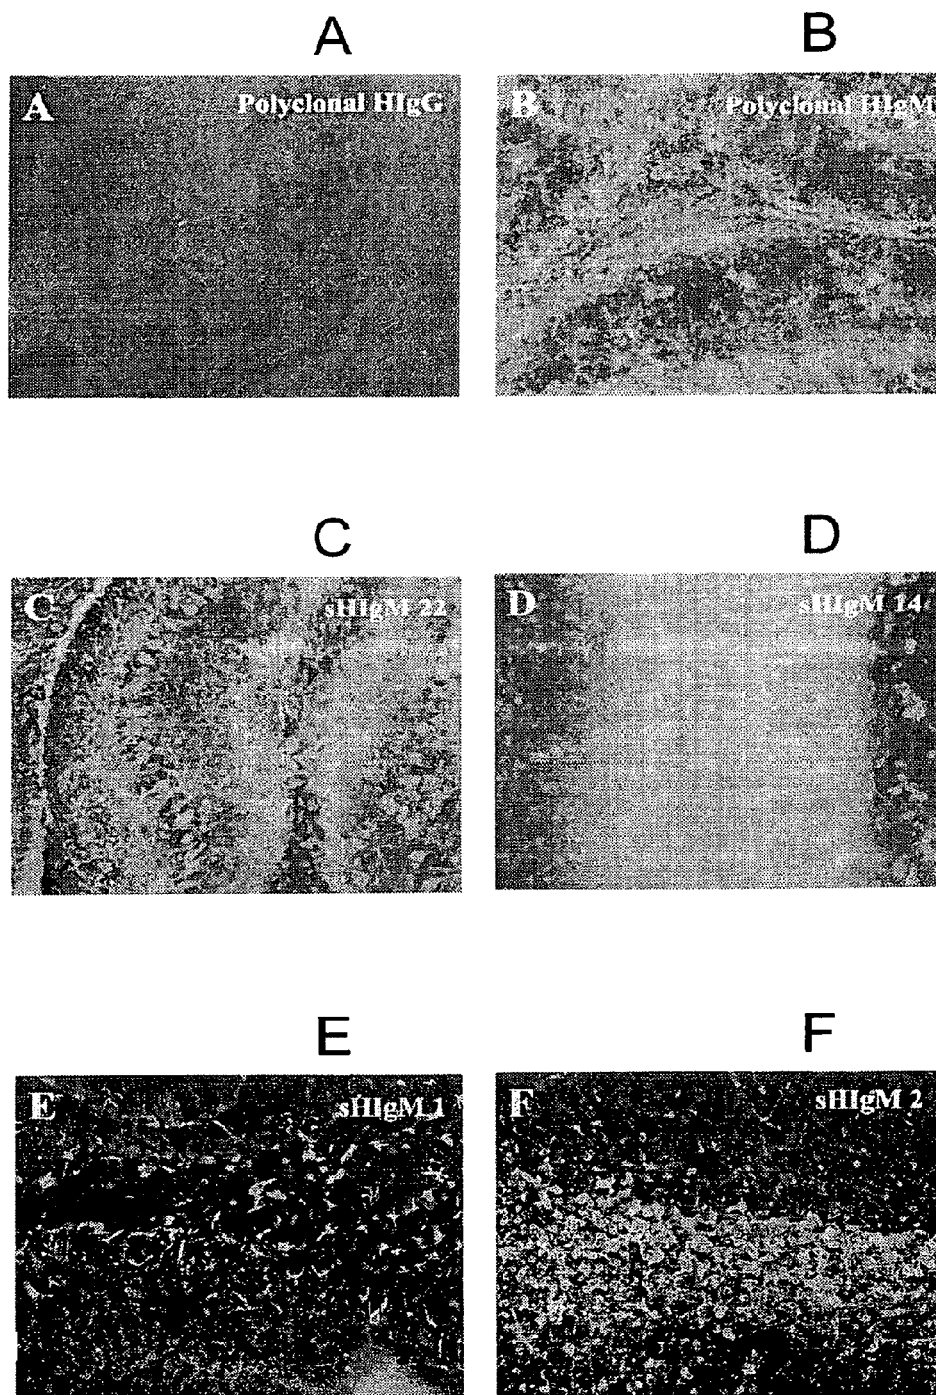 A B
A Polyclonal HIgG
B Polyclonal HIgM
C D
C sHIgM 22
D sHIgM 14
E F
E sHIgM 1
F sHIgM 2